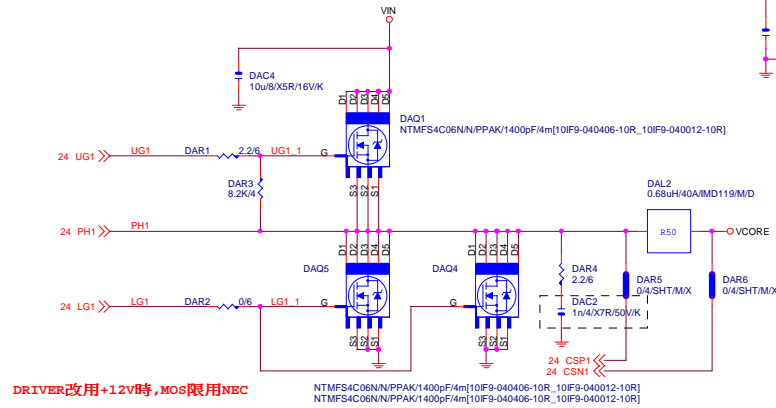 VIN
DAC4
10u/8/X5R/16V/K
D1
D2
D3
D4
D5
DAQ1
NTMFS4C06N/N/PPAK/1400pF/4m[10IF9-040406-10R_10IF9-040012-10R]
24 UG1
UG1
DAR1
2.2/6
UG1_1
G
S3
S2
S1
DAR3
8.2K/4
DAL2
0.68uH/40A/IMD119/M/D
24 PH1
PH1
R50
VCORE
D1
D2
D3
D4
D5
D1
D2
D3
D4
D5
DAQ5
DAQ4
DAR4
2.2/6
DAR5
0/4/SHT/M/X
DAR6
0/4/SHT/M/X
24 LG1
LG1
DAR2
0/6
LG1_1
G
G
DAC2
1n/4/X7R/50V/K
S3
S2
S1
S3
S2
S1
24 CSP1
24 CSN1
DRIVER改用+12V時,MOS限用NEC
NTMFS4C06N/N/PPAK/1400pF/4m[10IF9-040406-10R_10IF9-040012-10R]
NTMFS4C06N/N/PPAK/1400pF/4m[10IF9-040406-10R_10IF9-040012-10R]